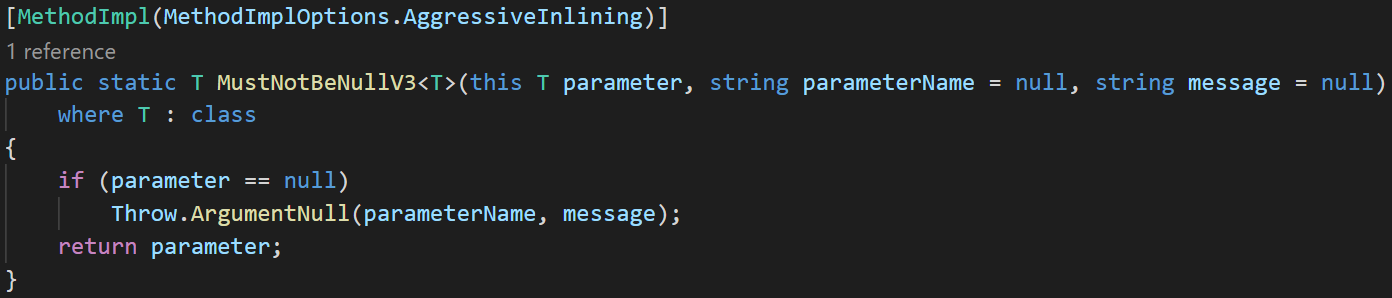 [MethodImpl(MethodImplOptions.AggressiveInlining)]
1 reference
public static T MustNotBeNullV3<T>(this T parameter, string parameterName = null, string message = null)
    where T : class
{
    if (parameter == null)
        Throw.ArgumentNull(parameterName, message);
    return parameter;
}